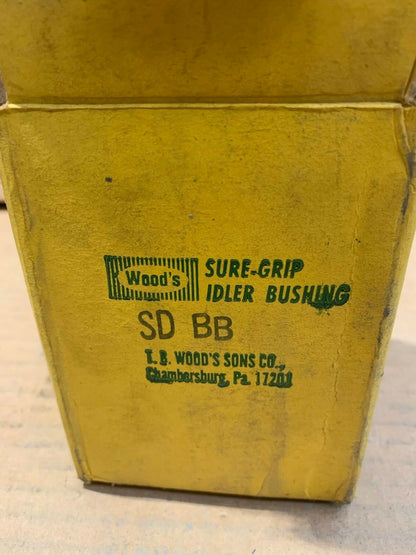 Wood's
SURE-GRIP
IDLER BUSHING
SD BB
T. B. WOOD'S SONS CO.,
Chambersburg, Pa. 17201